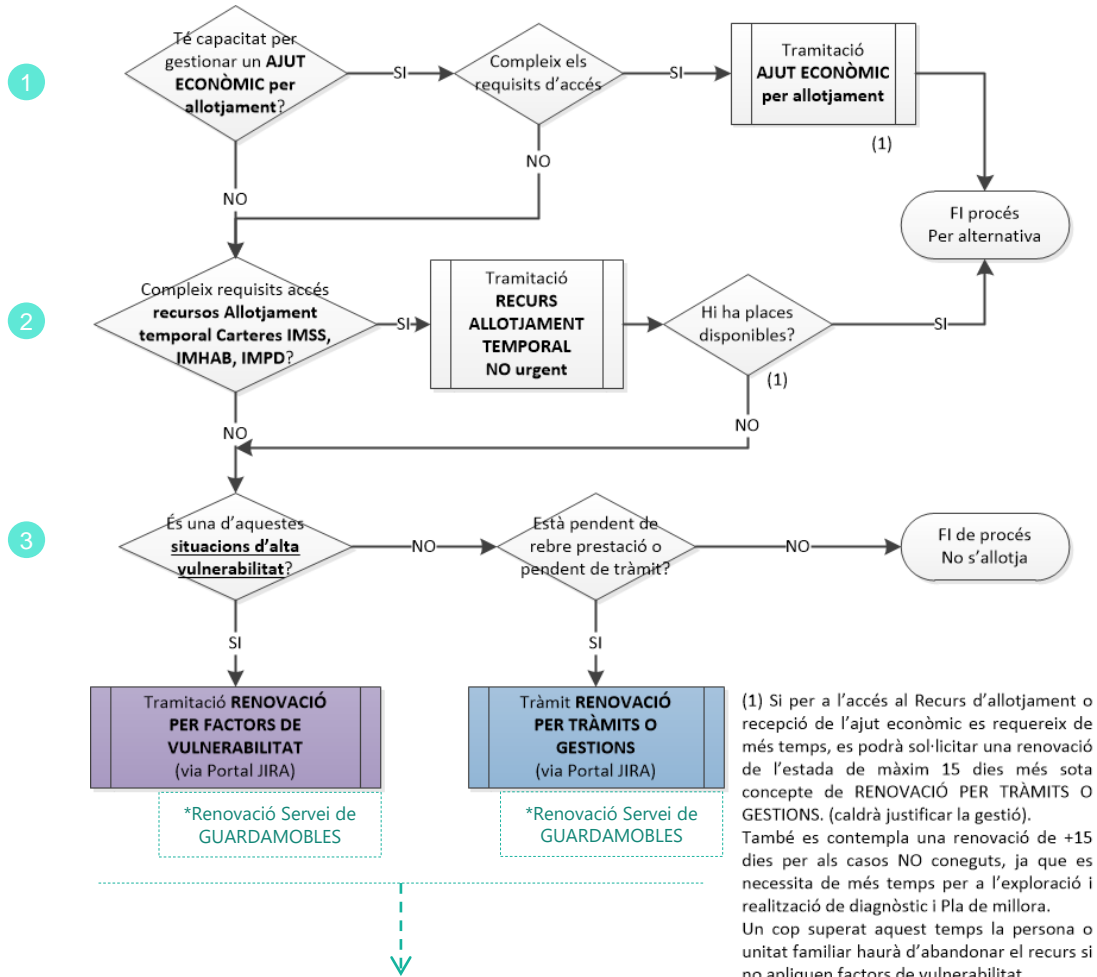 1
Té capacitat per
gestionar un AJUT
ECONÒMIC per
allotjament?
SI
Compleix els
requisits d'accés
SI
Tramitació
AJUT ECONÒMIC
per allotjament
(1)
NO
NO
FI procés
Per alternativa
2
Compleix requisits accés
recursos Allotjament
temporal Carteres IMSS,
IMHAB, IMPD?
SI
Tramitació
RECURS
ALLOTJAMENT
TEMPORAL
NO urgent
Hi ha places
disponibles?
(1)
SI
NO
NO
3
És una d'aquestes
situacions d'alta
vulnerabilitat?
NO
Està pendent de
rebre prestació o
pendent de tràmit?
NO
FI de procés
No s'allotja
SI
SI
Tramitació RENOVACIÓ
PER FACTORS DE
VULNERABILITAT
(via Portal JIRA)
Tràmit RENOVACIÓ
PER TRÀMITS O
GESTIONS
(via Portal JIRA)
*Renovació Servei de
GUARDAMOBLES
*Renovació Servei de
GUARDAMOBLES
(1) Si per a l'accés al Recurs d'allotjament o
recepció de l'ajut econòmic es requereix de
més temps, es podrà sol·licitar una renovació
de l'estada de màxim 15 dies més sota
concepte de RENOVACIÓ PER TRÀMITS O
GESTIONS. (caldrà justificar la gestió).
També es contempla una renovació de +15
dies per als casos NO coneguts, ja que es
necessita de més temps per a l'exploració i
realització de diagnòstic i Pla de millora.
Un cop superat aquest temps la persona o
unitat familiar haurà d'abandonar el recurs si
no apliquen factors de vulnerabilitat